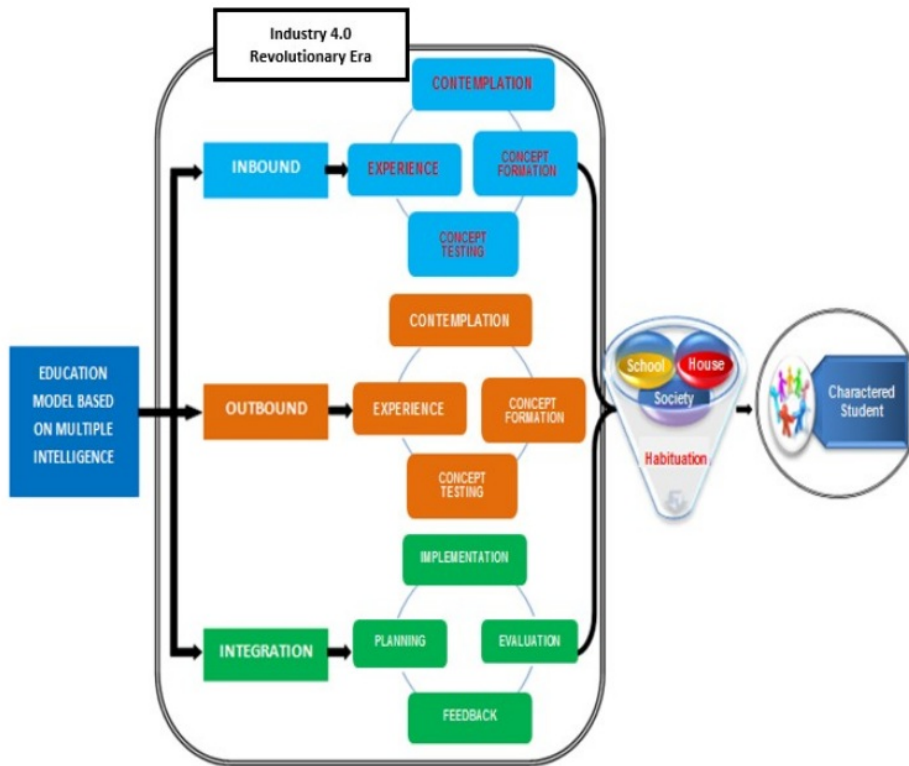 Industry 4.0
Revolutionary Era
CONTEMPLATION
INBOUND
EXPERIENCE
CONCEPT
FORMATION
CONCEPT
TESTING
EDUCATION
MODEL BASED
ON MULTIPLE
INTELLIGENCE
CONTEMPLATION
OUTBOUND
EXPERIENCE
CONCEPT
FORMATION
CONCEPT
TESTING
IMPLEMENTATION
INTEGRATION
PLANNING
EVALUATION
FEEDBACK
School
House
Society
Habituation
Charactered
Student